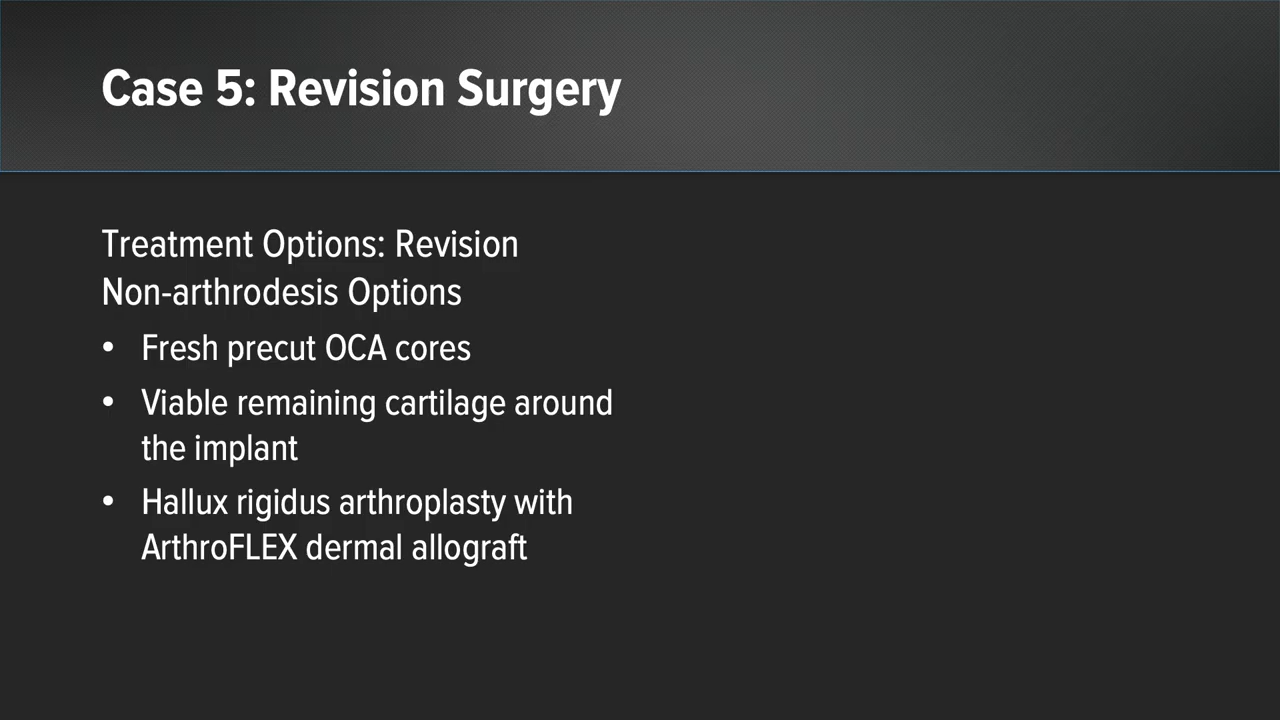 Case 5: Revision Surgery
Treatment Options: Revision
Non-arthrodesis Options
• Fresh precut OCA cores
• Viable remaining cartilage around
the implant
• Hallux rigidus arthroplasty with
ArthroFLEX dermal allograft